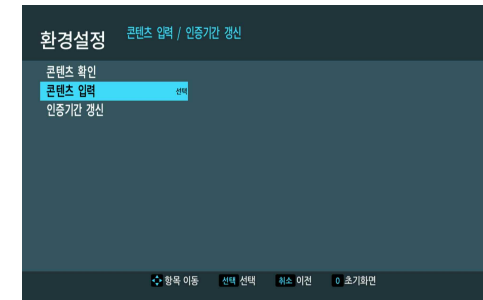 환경설정 콘텐츠 입력 / 인증기간 갱신
콘텐츠 확인
콘텐츠 입력 선택
인증기간 갱신
항목 이동 선택 선택 취소 이전 0 초기화면